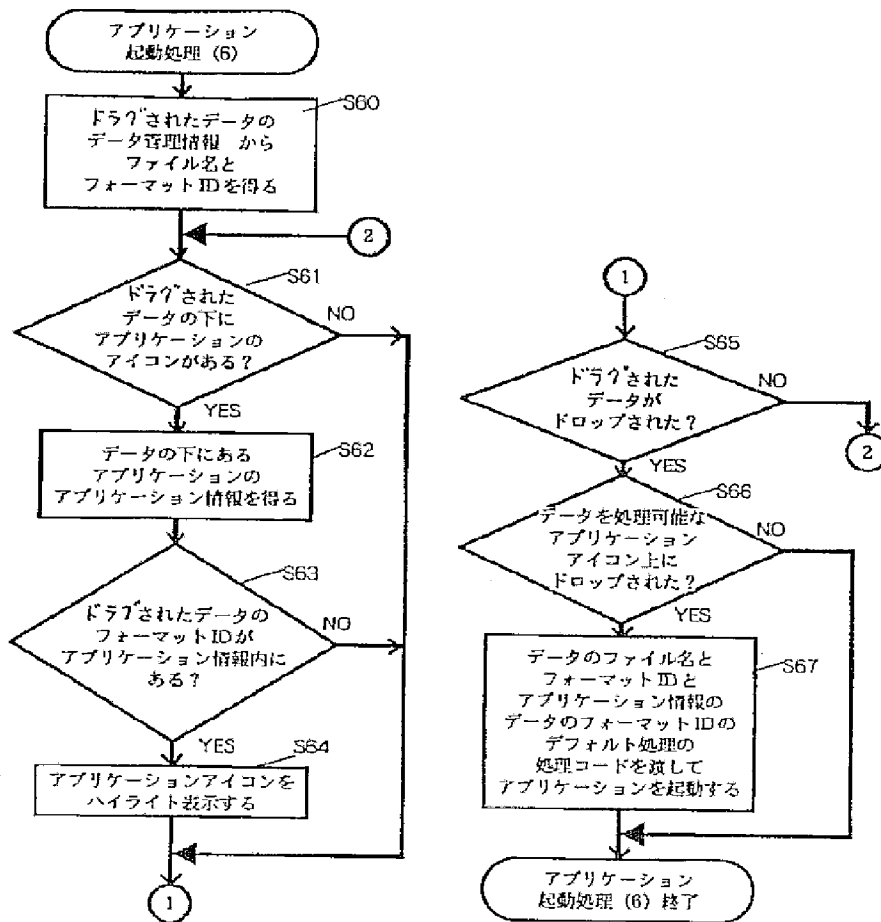 アプリケーション
起動処理 (6)
S60
ドラグされたデータの
データ管理情報 から
ファイル名と
フォーマットIDを得る
2
S61
ドラグされた
データの下に
アプリケーションの
アイコンがある?
NO
YES
S62
データの下にある
アプリケーションの
アプリケーション情報を得る
S63
ドラグされたデータの
フォーマットIDが
アプリケーション情報内に
ある?
NO
YES
S64
アプリケーションアイコンを
ハイライト表示する
1
1
S65
ドラグされた
データが
ドロップされた?
NO
2
YES
S66
データを処理可能な
アプリケーション
アイコン上に
ドロップされた?
NO
YES
S67
データのファイル名と
フォーマットIDと
アプリケーション情報の
データのフォーマットIDの
デフォルト処理の
処理コードを渡して
アプリケーションを起動する
アプリケーション
起動処理 (6) 終了